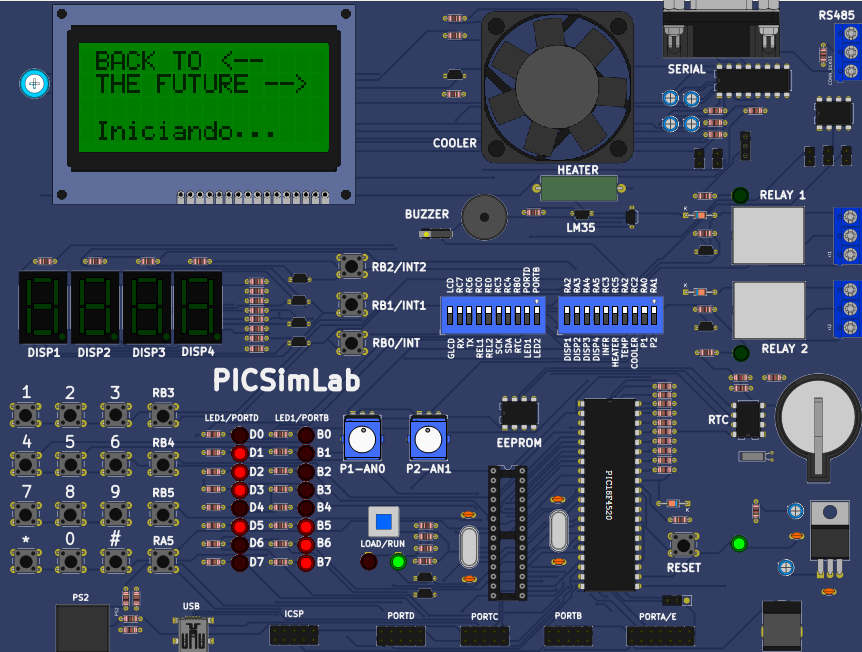 BACK TO <--
THE FUTURE -->
Iniciando...
COOLER
SERIAL
RS485
HEATER
LM35
BUZZER
RELAY 1
RELAY 2
RB2/INT2
RB1/INT1
RB0/INT
LCD
RC7
RC6
RC0
RE0
RC3
RC4
RB0
PORTD
PORTB
GLCD
RX
TX
REL1
REL2
SCK
SDA
RTC
LED1
LED2
RA2
RA3
RA4
RA5
RC3
RC5
RA2
RC2
RA0
RA1
DISP1
DISP2
DISP3
DISP4
INFR
HEATER
TEMP
COOLER
P1
P2
DISP1 DISP2 DISP3 DISP4
PICSimLab
1 2 3 RB3
4 5 6 RB4
7 8 9 RB5
* 0 # RA5
LED1/PORTD LED1/PORTB
D0 B0
D1 B1
D2 B2
D3 B3
D4 B4
D5 B5
D6 B6
D7 B7
P1-AN0 P2-AN1
LOAD/RUN
EEPROM
PIC18F4520
RTC
RESET
PS2
USB
ICSP
PORTD
PORTC
PORTB
PORTA/E